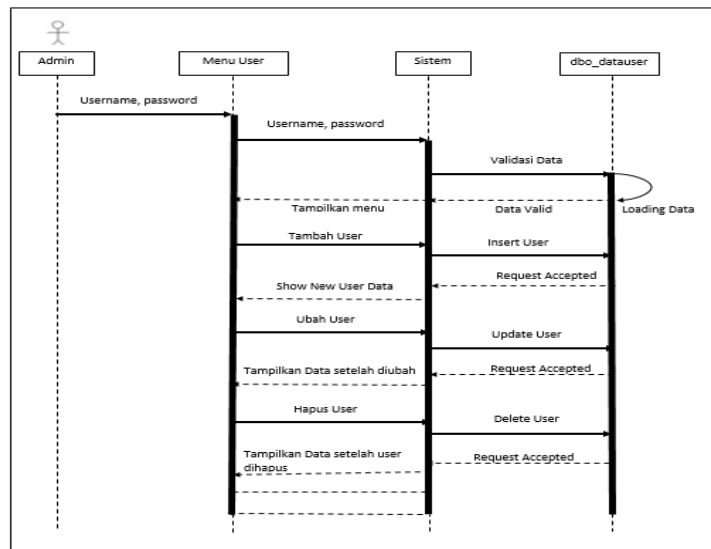 Admin
Menu User
Sistem
dbo_datauser
Username, password
Username, password
Validasi Data
Tampilkan menu
Data Valid
Loading Data
Tambah User
Insert User
Request Accepted
Show New User Data
Ubah User
Update User
Request Accepted
Tampilkan Data setelah diubah
Hapus User
Delete User
Tampilkan Data setelah user
dihapus
Request Accepted